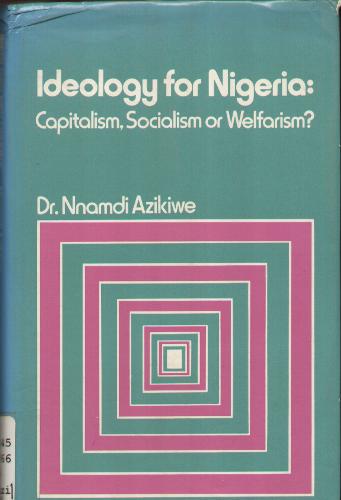 Ideology for Nigeria:
Capitalism, Socialism or Welfarism?
Dr. Nnamdi Azikiwe